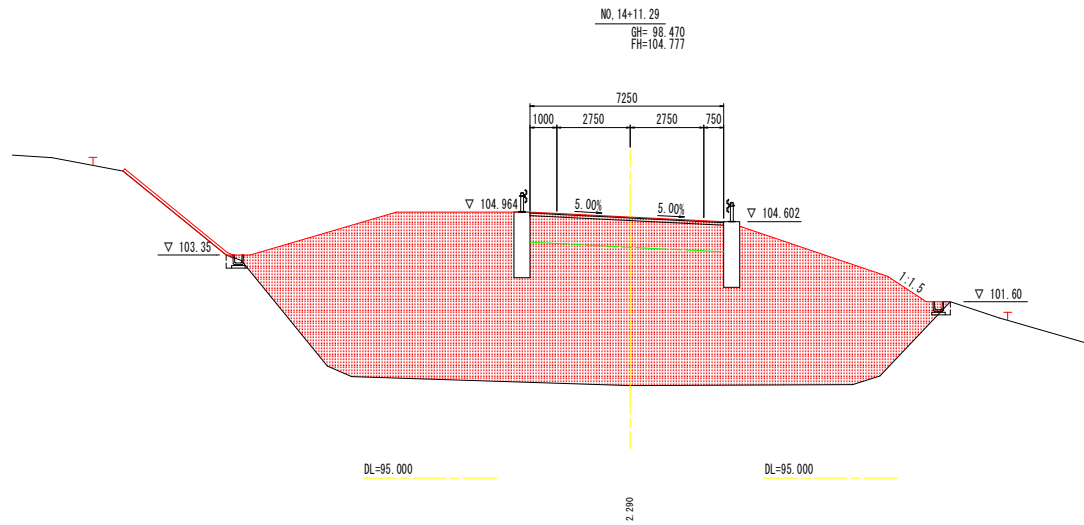 NO,14+11.29
GH= 98.470
FH=104.777
7250
1000 2750 2750 750
▽ 104.964 5.00% 5.00% ▽ 104.602
▽ 103.35
1:1.5
▽ 101.60
DL=95.000 DL=95.000
2.290